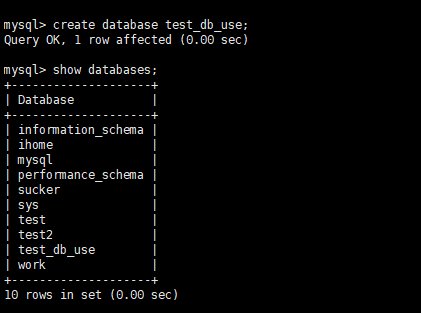 mysql> create database test_db_use;
Query OK, 1 row affected (0.00 sec)
mysql> show databases;
+--------------------+
| Database           |
+--------------------+
| information_schema |
| ihome              |
| mysql              |
| performance_schema |
| sucker             |
| sys                |
| test               |
| test2              |
| test_db_use        |
| work               |
+--------------------+
10 rows in set (0.00 sec)